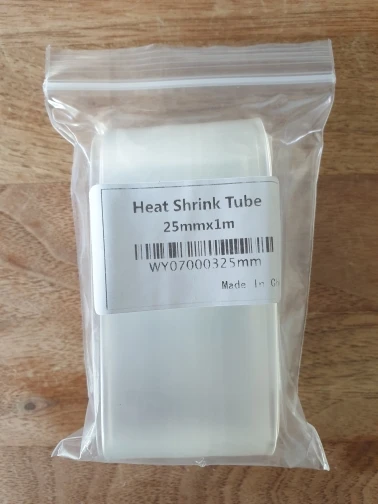 Heat Shrink Tube
25mmx1m
WY07000325mm
Made In